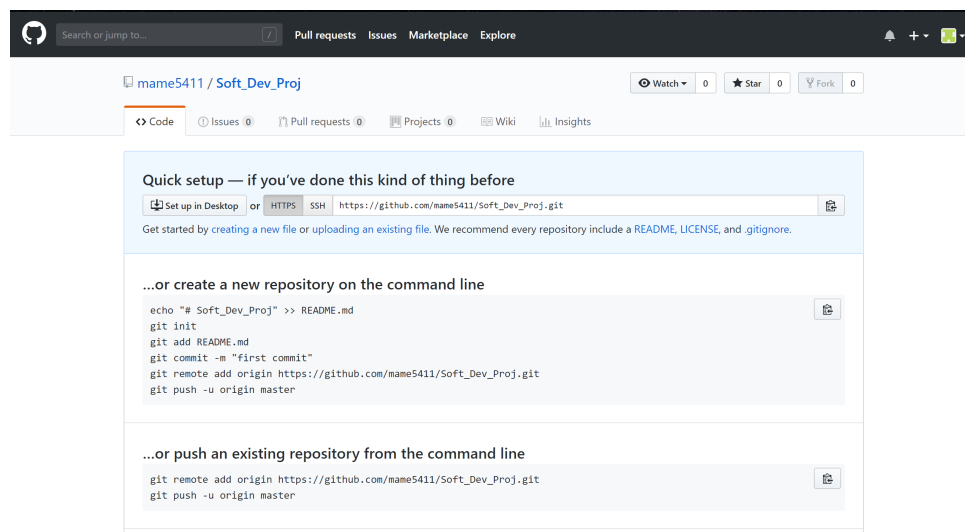 Search or jump to... / Pull requests Issues Marketplace Explore
mame5411 / Soft_Dev_Proj Watch 0 Star 0 Fork 0
<> Code Issues 0 Pull requests 0 Projects 0 Wiki Insights
Quick setup — if you've done this kind of thing before
Set up in Desktop or HTTPS SSH https://github.com/mame5411/Soft_Dev_Proj.git
Get started by creating a new file or uploading an existing file. We recommend every repository include a README, LICENSE, and .gitignore.
...or create a new repository on the command line
echo "# Soft_Dev_Proj" >> README.md
git init
git add README.md
git commit -m "first commit"
git remote add origin https://github.com/mame5411/Soft_Dev_Proj.git
git push -u origin master
...or push an existing repository from the command line
git remote add origin https://github.com/mame5411/Soft_Dev_Proj.git
git push -u origin master